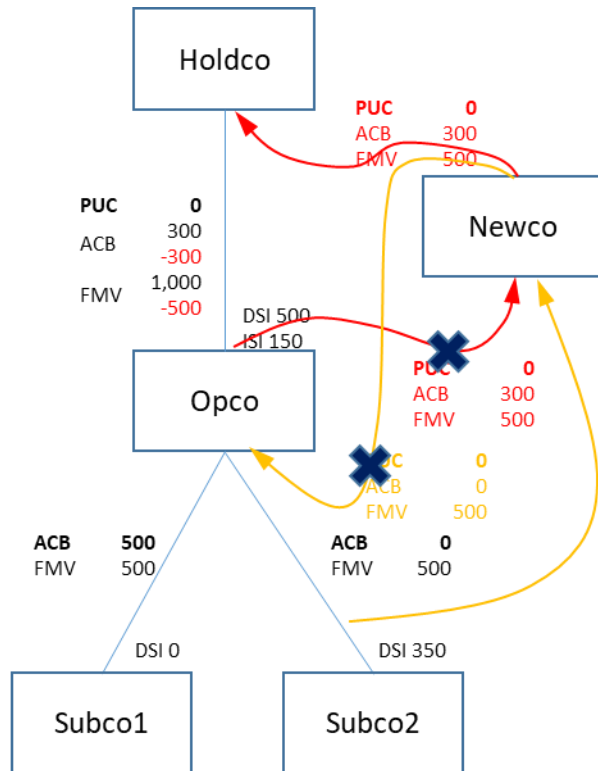 Holdco
PUC 0
ACB 300
FMV 500
Newco
PUC 0
ACB 300
-300
FMV 1,000
-500
DSI 500
ISI 150
Opco
PUC 0
ACB 300
FMV 500
PUC 0
ACB 0
FMV 500
ACB 500
FMV 500
ACB 0
FMV 500
DSI 0
DSI 350
Subco1
Subco2